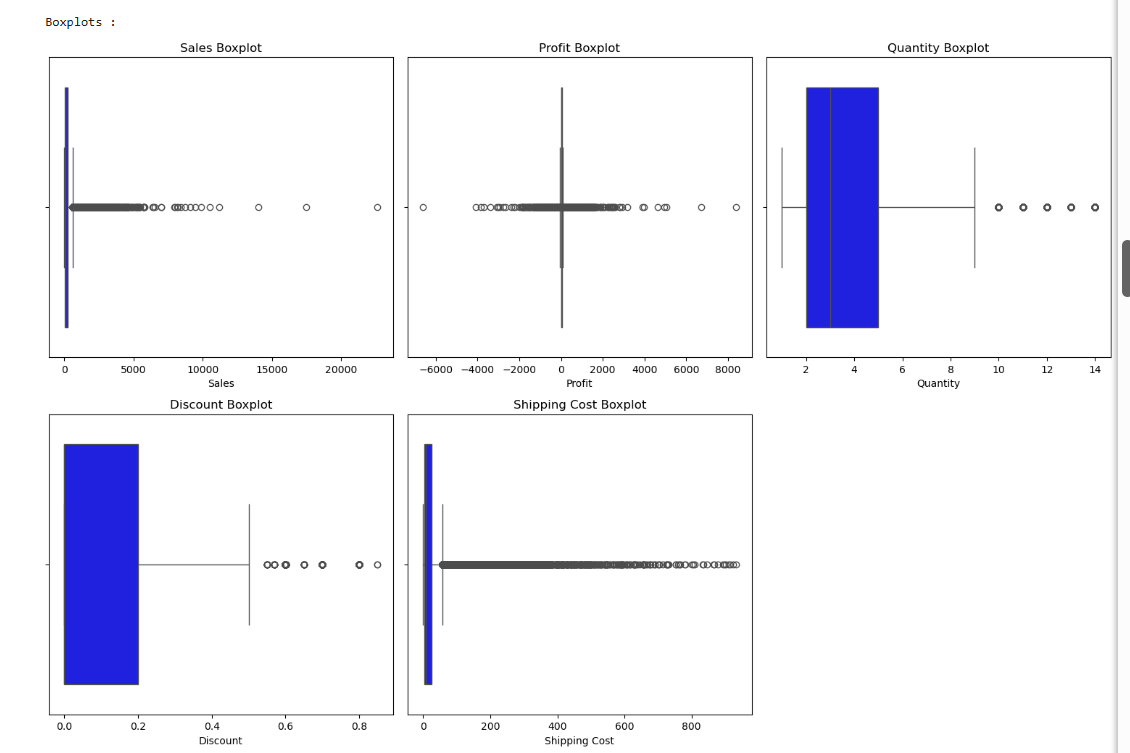 Boxplots :
Sales Boxplot
Profit Boxplot
Quantity Boxplot
0 5000 10000 15000 20000
−6000 −4000 −2000 0 2000 4000 6000 8000
2 4 6 8 10 12 14
Sales
Profit
Quantity
Discount Boxplot
Shipping Cost Boxplot
0.0 0.2 0.4 0.6 0.8
0 200 400 600 800
Discount
Shipping Cost